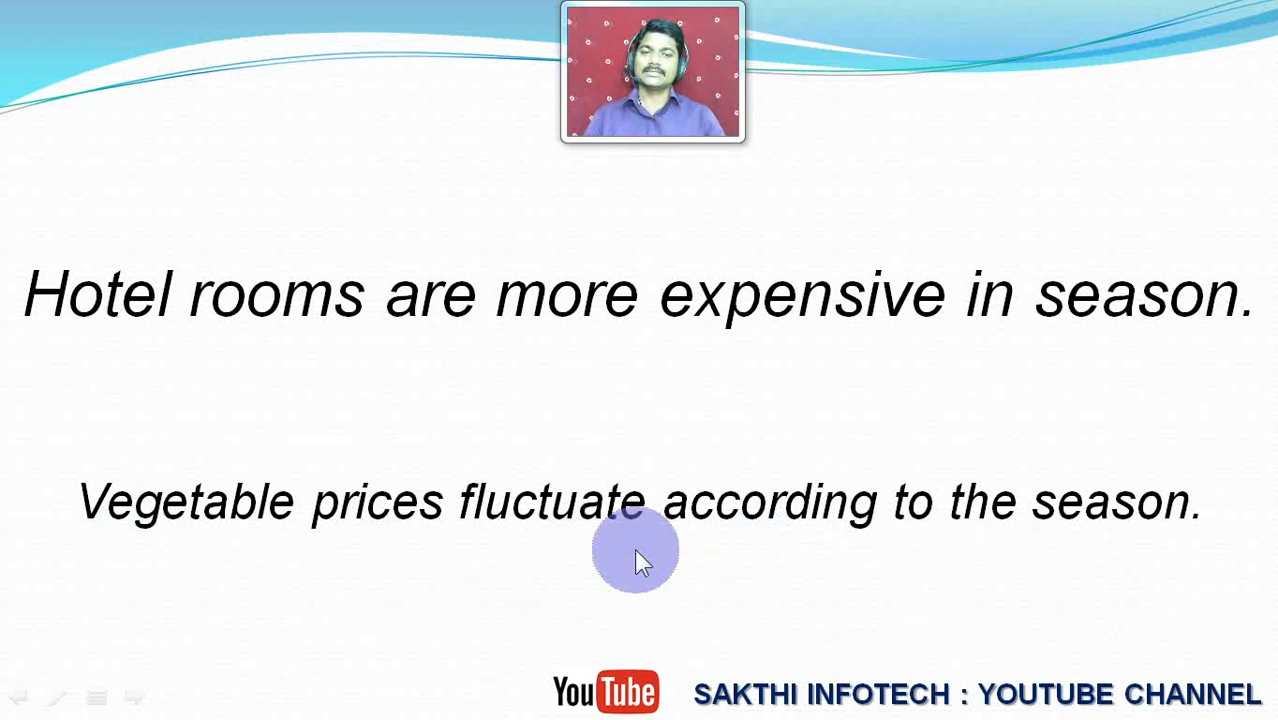 Hotel rooms are more expensive in season.
Vegetable prices fluctuate according to the season.
YouTube SAKTHI INFOTECH : YOUTUBE CHANNEL